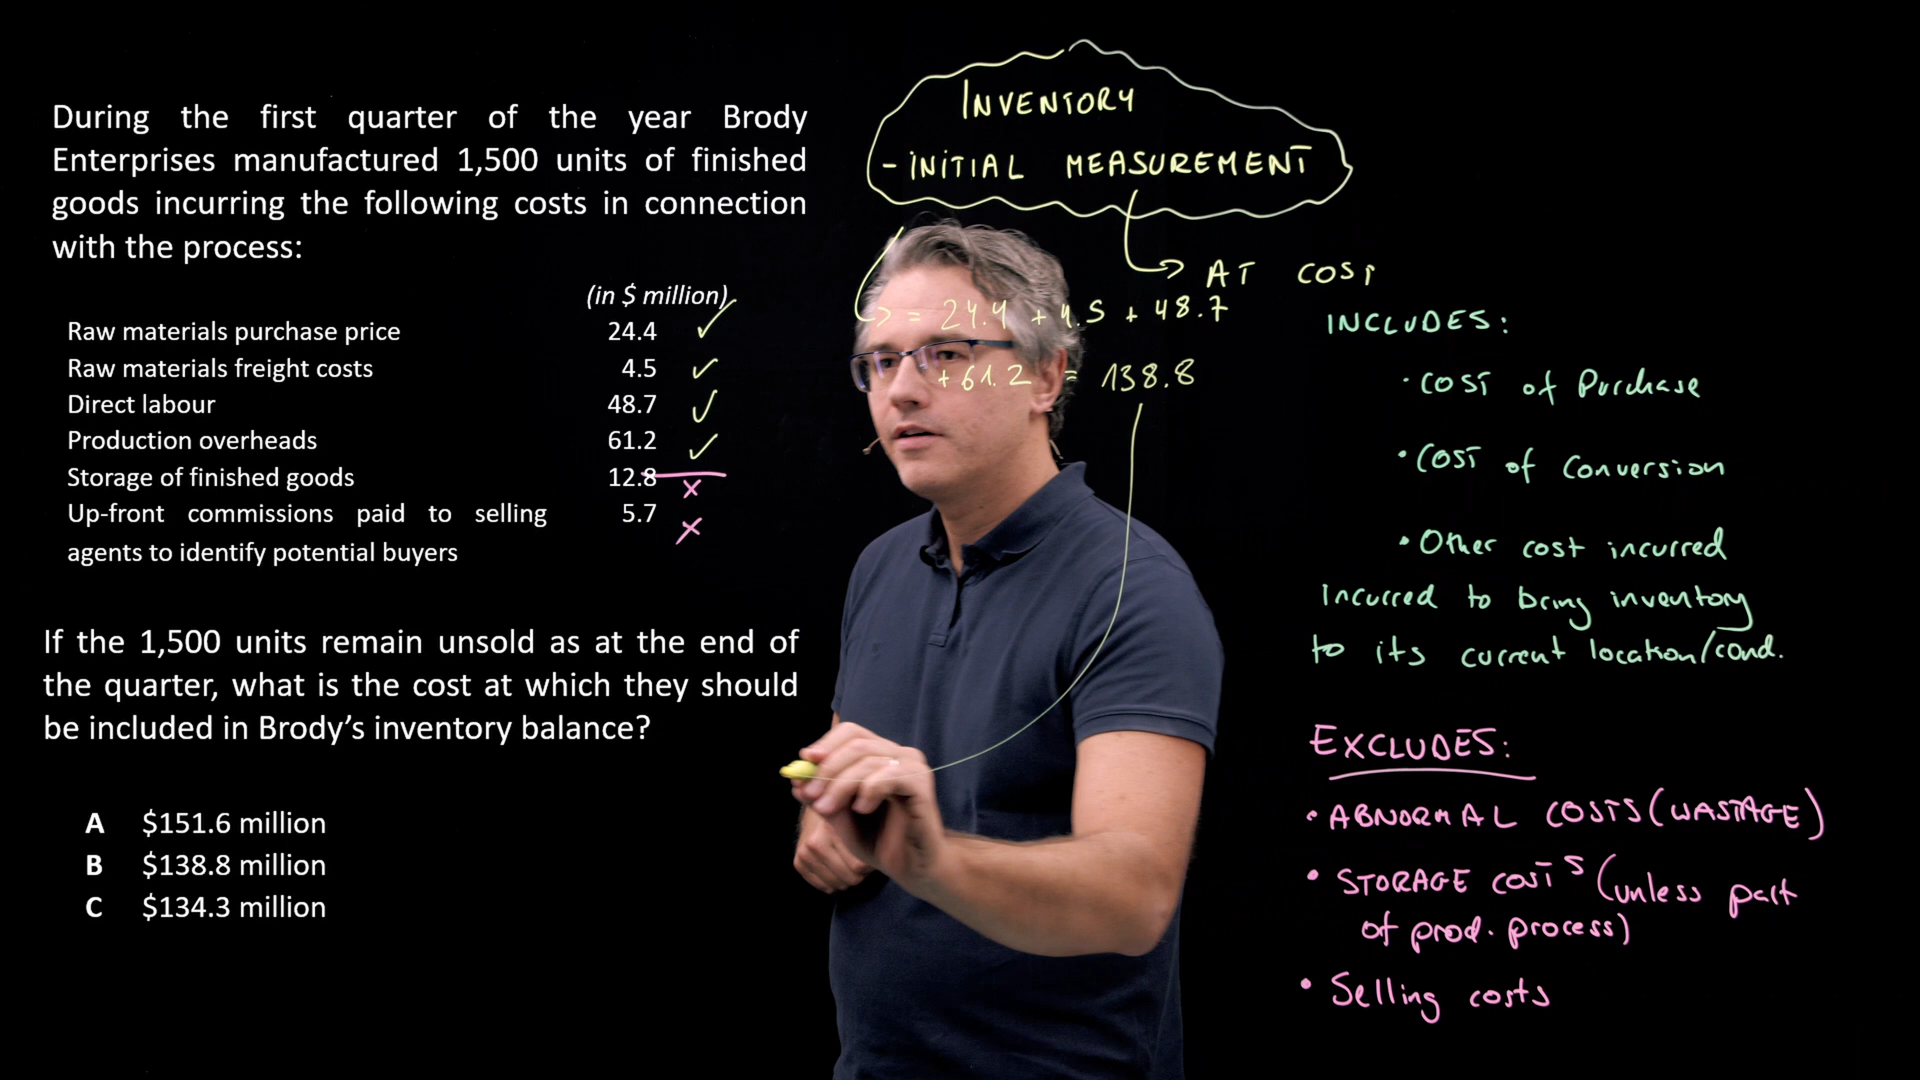 During the first quarter of the year Brody
Enterprises manufactured 1,500 units of finished
goods incurring the following costs in connection
with the process:
(in $ million)
Raw materials purchase price 24.4 ✓
Raw materials freight costs 4.5 ✓
Direct labour 48.7 ✓
Production overheads 61.2 ✓
Storage of finished goods 12.8 x
Up-front commissions paid to selling 5.7 x
agents to identify potential buyers
If the 1,500 units remain unsold as at the end of
the quarter, what is the cost at which they should
be included in Brody's inventory balance?
A $151.6 million
B $138.8 million
C $134.3 million
INVENTORY
- INITIAL MEASUREMENT
AT COST
= 24.4 + 4.5 + 48.7
+ 61.2 = 138.8
INCLUDES:
• COST of Purchase
• COST of Conversion
• Other cost incurred
incurred to bring inventory
to its current location/cond.
EXCLUDES:
• ABNORMAL COSTS (WASTAGE)
• STORAGE COSTS (unless part
of prod. process)
• Selling costs